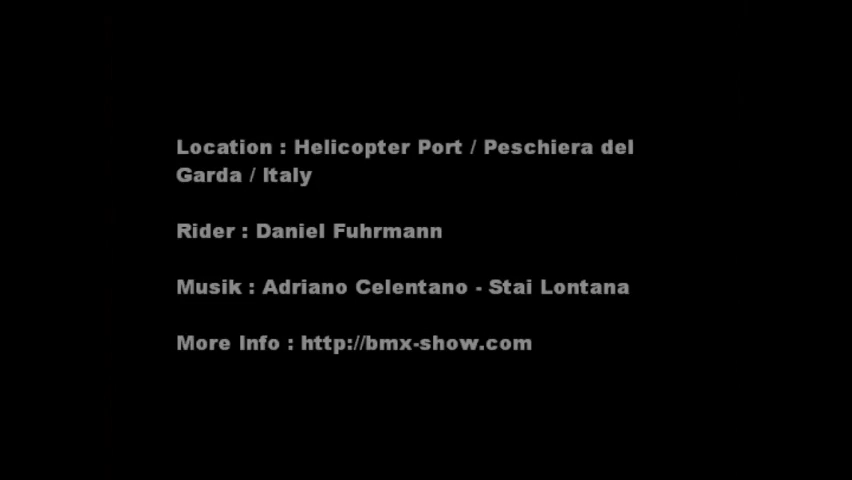 Location : Helicopter Port / Peschiera del
Garda / Italy
Rider : Daniel Fuhrmann
Musik : Adriano Celentano - Stai Lontana
More Info : http://bmx-show.com